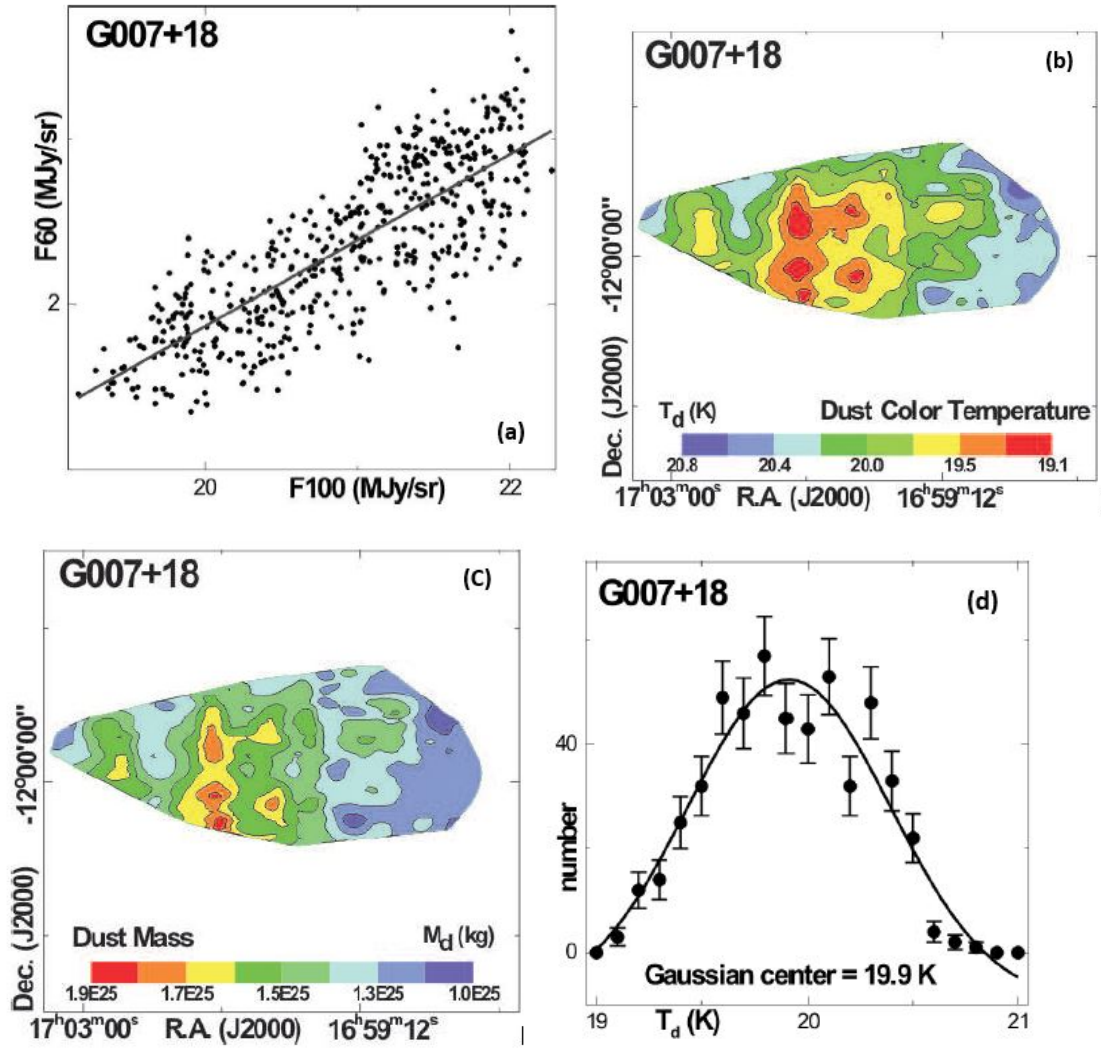 G007+18
F60 (MJy/sr)
2
(a)
20
22
F100 (MJy/sr)
G007+18
(b)
Dec. (J2000) -12°00'00"
T_d (K) Dust Color Temperature
20.8 20.4 20.0 19.5 19.1
17ʰ03ᵐ00ˢ R.A. (J2000) 16ʰ59ᵐ12ˢ
G007+18
(C)
Dec. (J2000) -12°00'00"
Dust Mass M_d (kg)
1.9E25 1.7E25 1.5E25 1.3E25 1.0E25
17ʰ03ᵐ00ˢ R.A. (J2000) 16ʰ59ᵐ12ˢ
G007+18
(d)
number
40
0
Gaussian center = 19.9 K
19 20 21
T_d (K)